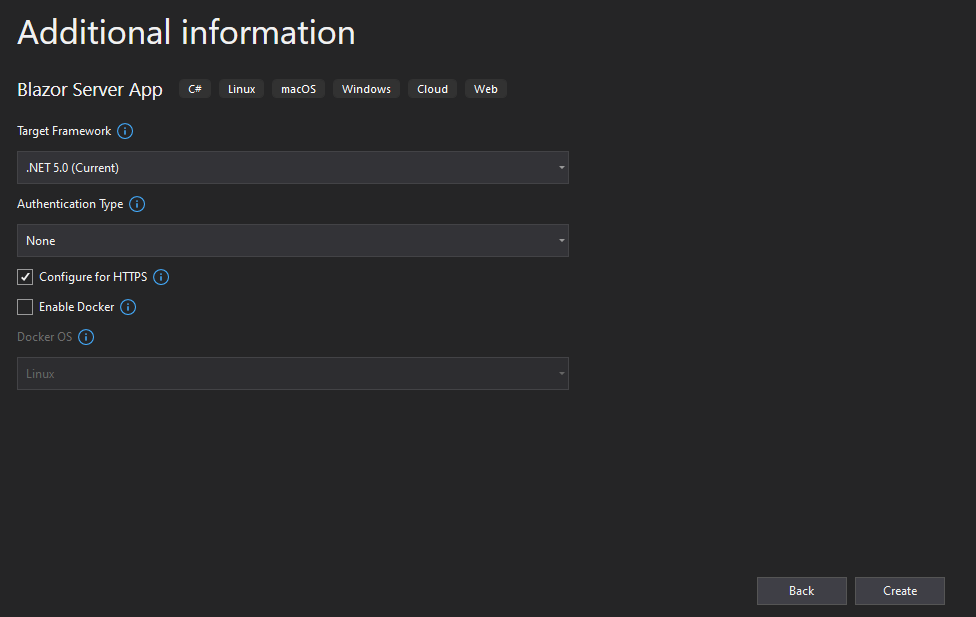 Additional information
Blazor Server App C# Linux macOS Windows Cloud Web
Target Framework
.NET 5.0 (Current)
Authentication Type
None
Configure for HTTPS
Enable Docker
Docker OS
Linux
Back Create